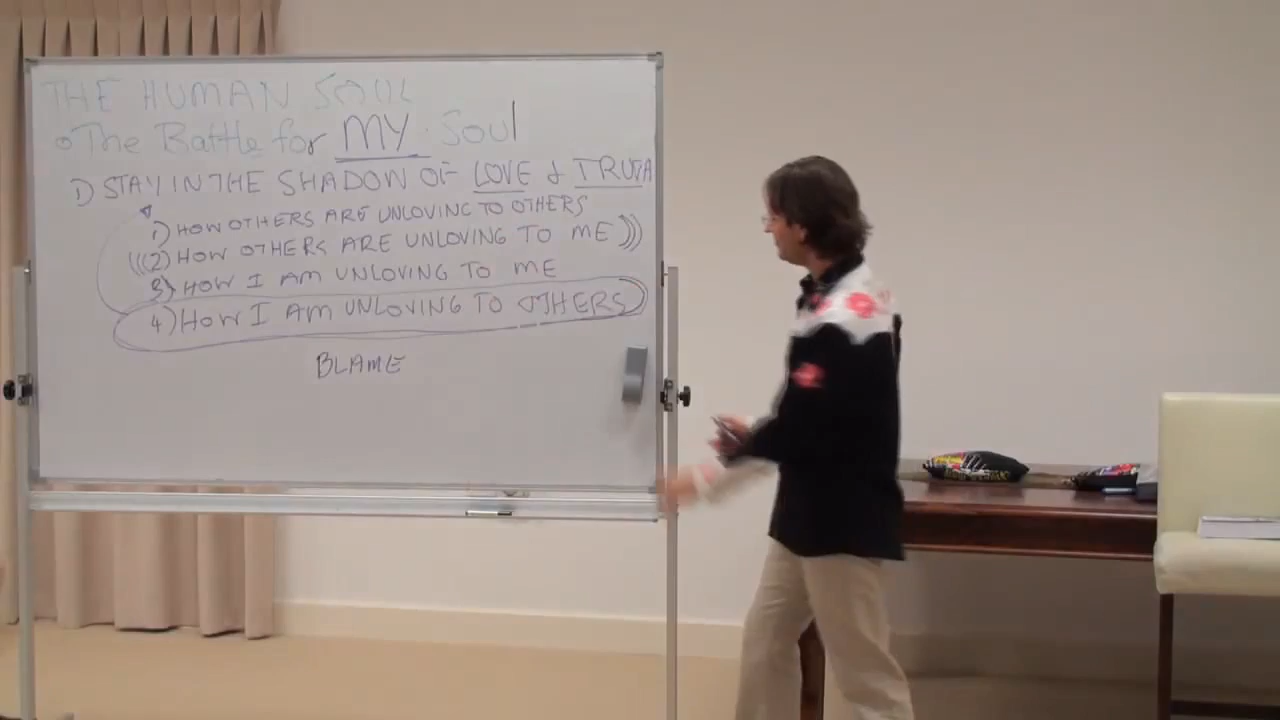 THE HUMAN SOUL
The Battle for MY Soul
1) STAY IN THE SHADOW OF LOVE & TRUTH
1) HOW OTHERS ARE UNLOVING TO OTHERS
(((2) HOW OTHERS ARE UNLOVING TO ME)))
3) HOW I AM UNLOVING TO ME
4) HOW I AM UNLOVING TO OTHERS
BLAME